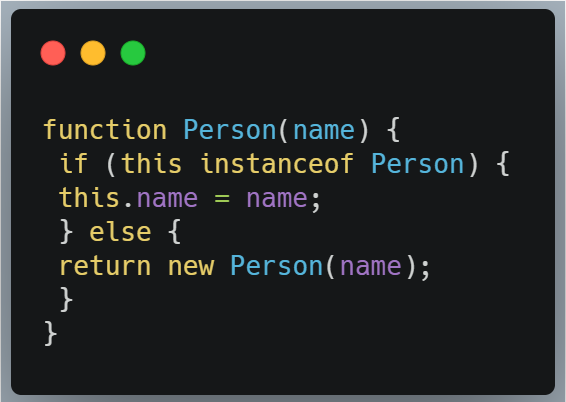 function Person(name) {
 if (this instanceof Person) {
 this.name = name;
 } else {
 return new Person(name);
 }
}